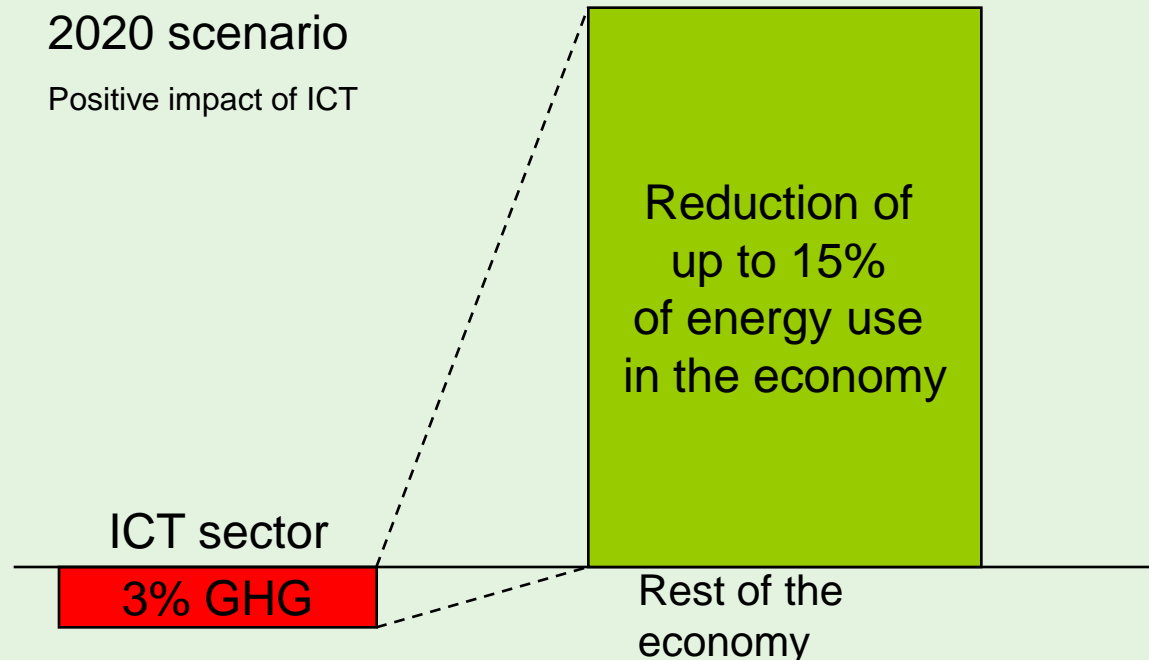 2020 scenario
Positive impact of ICT
Reduction of
up to 15%
of energy use
in the economy
ICT sector
3% GHG
Rest of the
economy